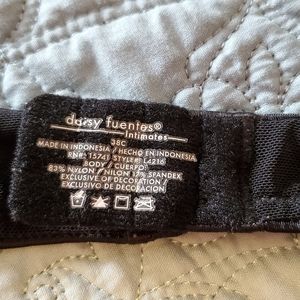 daisy fuentes®
Intimates
38C
MADE IN INDONESIA / HECHO EN INDONESIA
RN# 15741 STYLE# L4216
BODY / CUERPO
83% NYLON / NILON 17% SPANDEX
EXCLUSIVE OF DECORATION /
EXCLUSIVO DE DECORACION